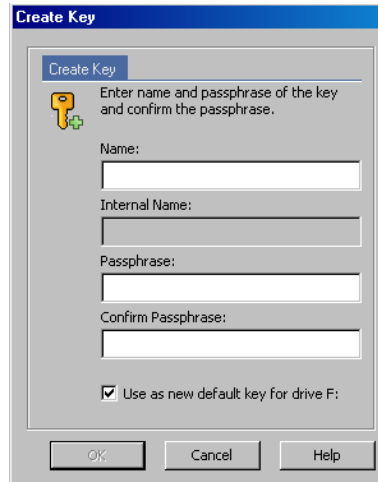 Create Key
Create Key
Enter name and passphrase of the key
and confirm the passphrase.
Name:
Internal Name:
Passphrase:
Confirm Passphrase:
Use as new default key for drive F:
OK Cancel Help